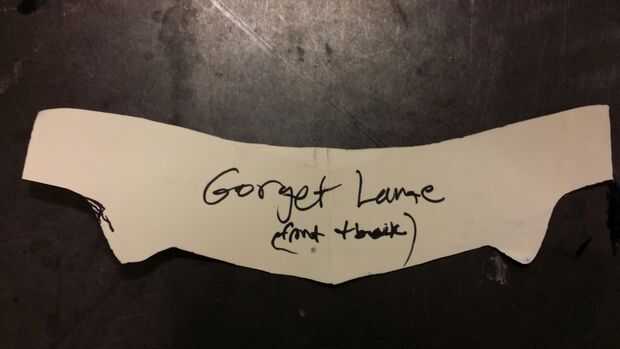 Gorget Lame
(front + back)